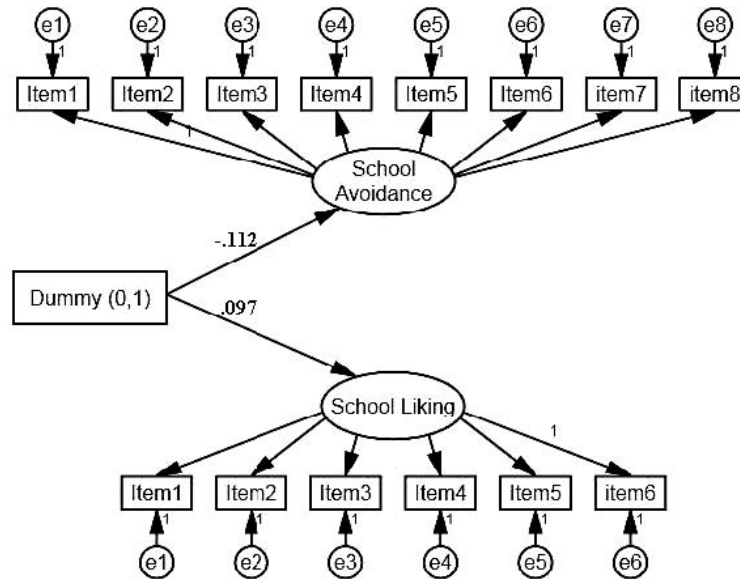 e1 e2 e3 e4 e5 e6 e7 e8
1 1 1 1 1 1 1 1
Item1 Item2 Item3 Item4 Item5 Item6 item7 item8
1
School
Avoidance
-.112
Dummy (0,1)
.097
School Liking
1
Item1 Item2 Item3 Item4 Item5 item6
1 1 1 1 1 1
e1 e2 e3 e4 e5 e6